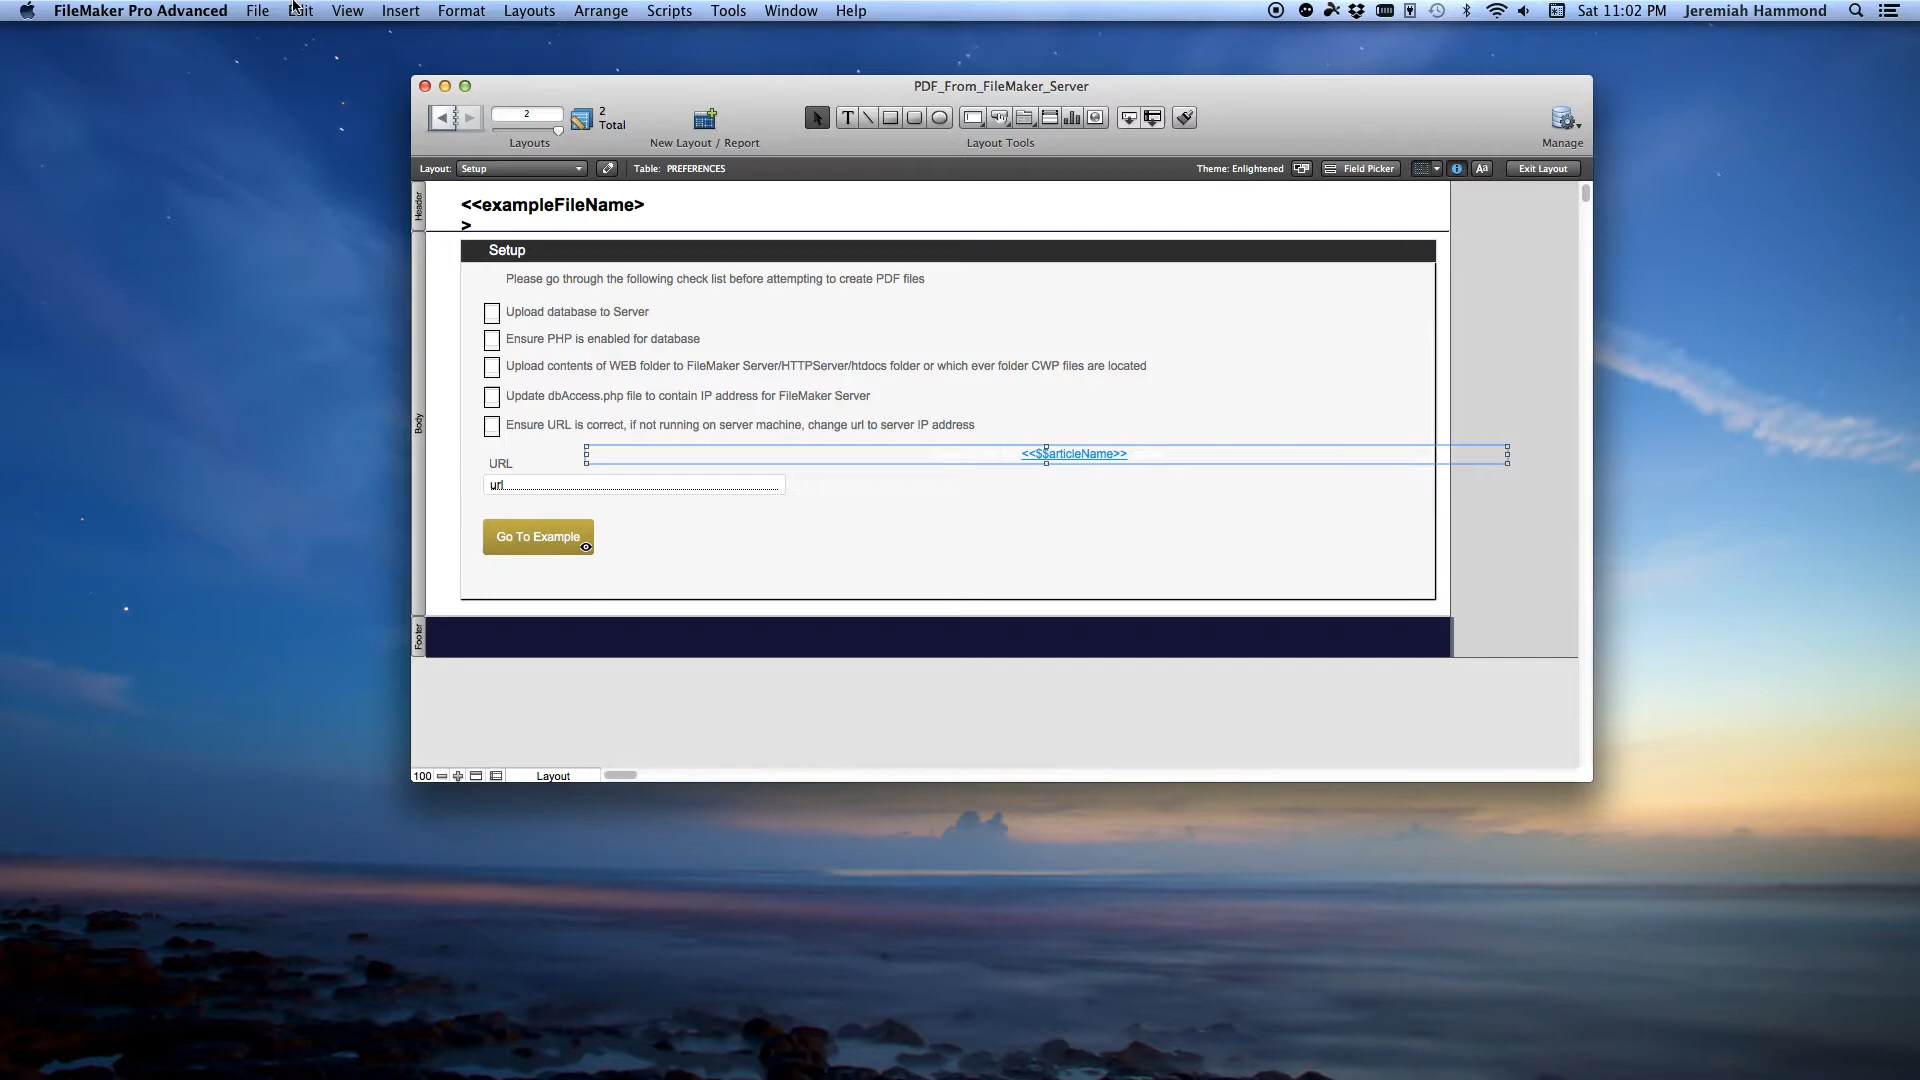 FileMaker Pro Advanced File Edit View Insert Format Layouts Arrange Scripts Tools Window Help Sat 11:02 PM Jeremiah Hammond
PDF_From_FileMaker_Server
2
2
Total
Layouts New Layout / Report Layout Tools Manage
Layout: Setup Table: PREFERENCES Theme: Enlightened Field Picker Aa Exit Layout
Header
<<exampleFileName>
>
Body
Setup
Please go through the following check list before attempting to create PDF files
Upload database to Server
Ensure PHP is enabled for database
Upload contents of WEB folder to FileMaker Server/HTTPServer/htdocs folder or which ever folder CWP files are located
Update dbAccess.php file to contain IP address for FileMaker Server
Ensure URL is correct, if not running on server machine, change url to server IP address
<<$$articleName>>
URL
url
Go To Example
Footer
100 Layout